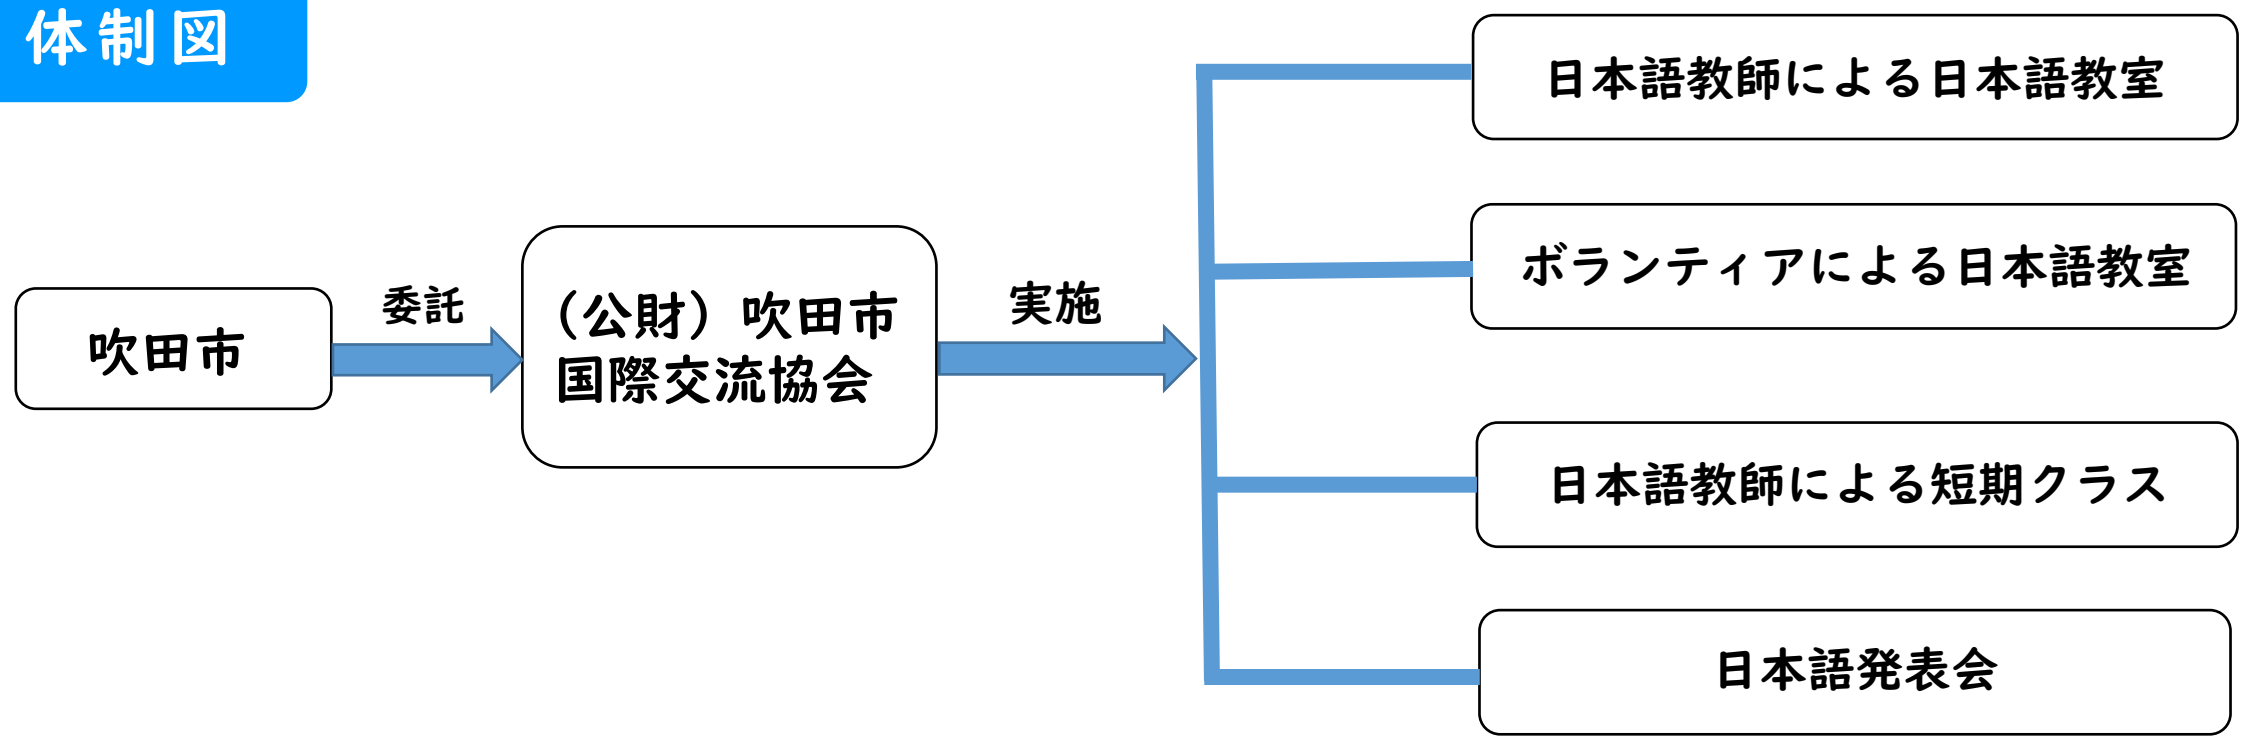 体制図
吹田市
委託
（公財）吹田市
国際交流協会
実施
日本語教師による日本語教室
ボランティアによる日本語教室
日本語教師による短期クラス
日本語発表会